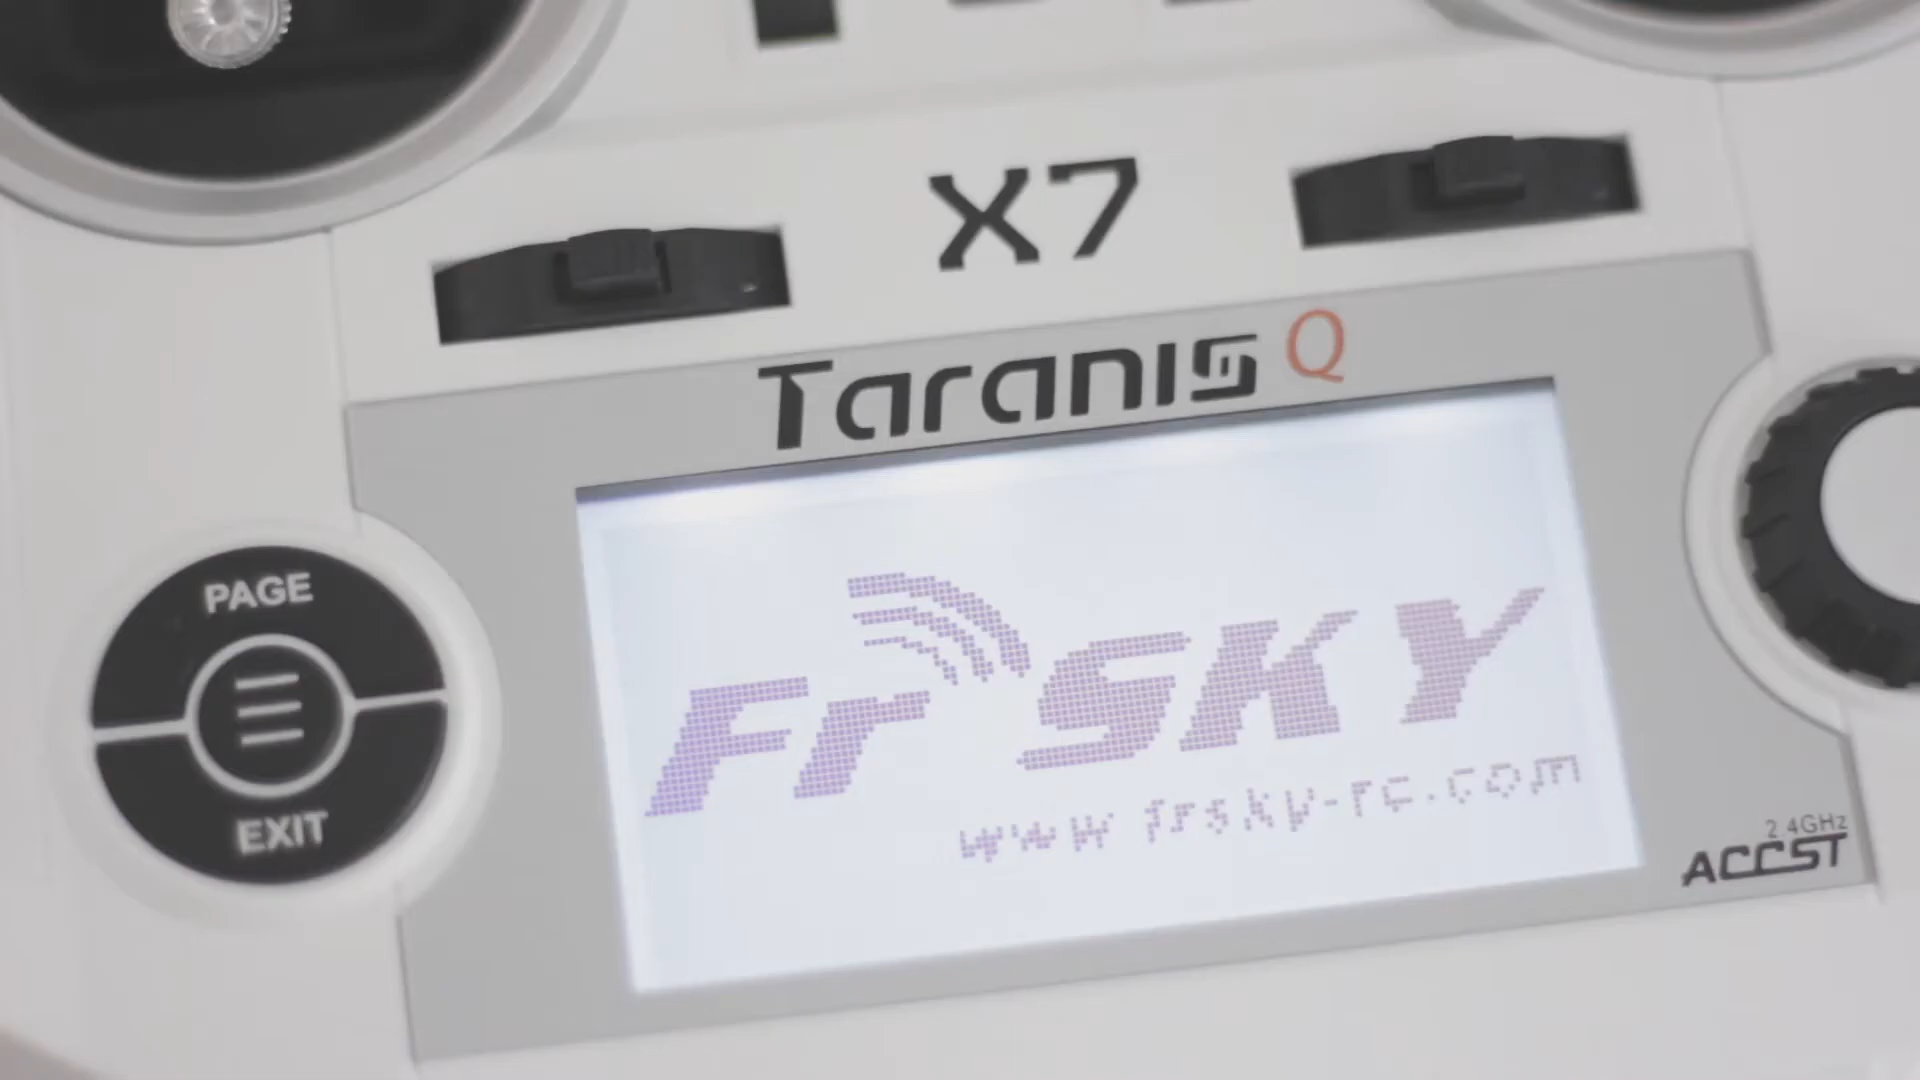 X7
Taranis Q
PAGE
EXIT
FrSKY
www.frsky-rc.com
2.4GHz
ACCST